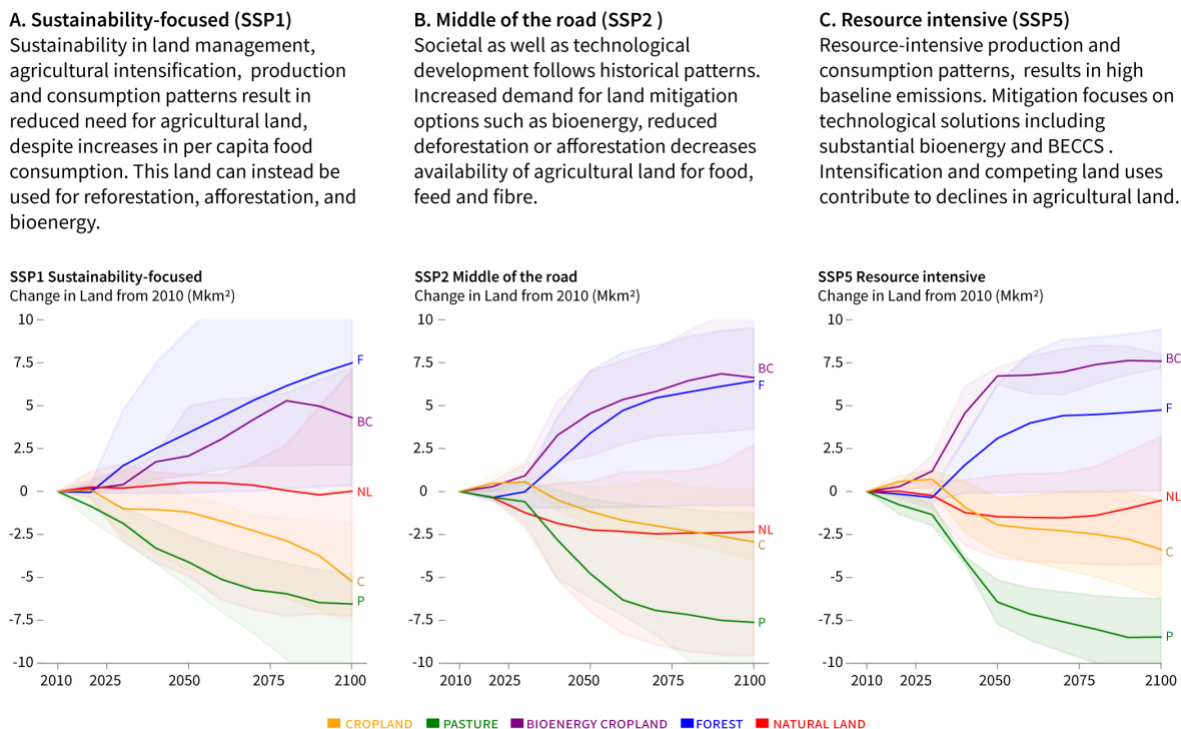 A. Sustainability-focused (SSP1)
Sustainability in land management,
agricultural intensification, production
and consumption patterns result in
reduced need for agricultural land,
despite increases in per capita food
consumption. This land can instead be
used for reforestation, afforestation, and
bioenergy.
B. Middle of the road (SSP2 )
Societal as well as technological
development follows historical patterns.
Increased demand for land mitigation
options such as bioenergy, reduced
deforestation or afforestation decreases
availability of agricultural land for food,
feed and fibre.
C. Resource intensive (SSP5)
Resource-intensive production and
consumption patterns, results in high
baseline emissions. Mitigation focuses on
technological solutions including
substantial bioenergy and BECCS .
Intensification and competing land uses
contribute to declines in agricultural land.
SSP1 Sustainability-focused
Change in Land from 2010 (Mkm²)
10
7.5
5
2.5
0
-2.5
-5
-7.5
-10
F
BC
NL
C
P
2010 2025 2050 2075 2100
SSP2 Middle of the road
Change in Land from 2010 (Mkm²)
10
7.5
5
2.5
0
-2.5
-5
-7.5
-10
BC
F
NL
C
P
2010 2025 2050 2075 2100
SSP5 Resource intensive
Change in Land from 2010 (Mkm²)
10
7.5
5
2.5
0
-2.5
-5
-7.5
-10
BC
F
NL
C
P
2010 2025 2050 2075 2100
CROPLAND PASTURE BIOENERGY CROPLAND FOREST NATURAL LAND